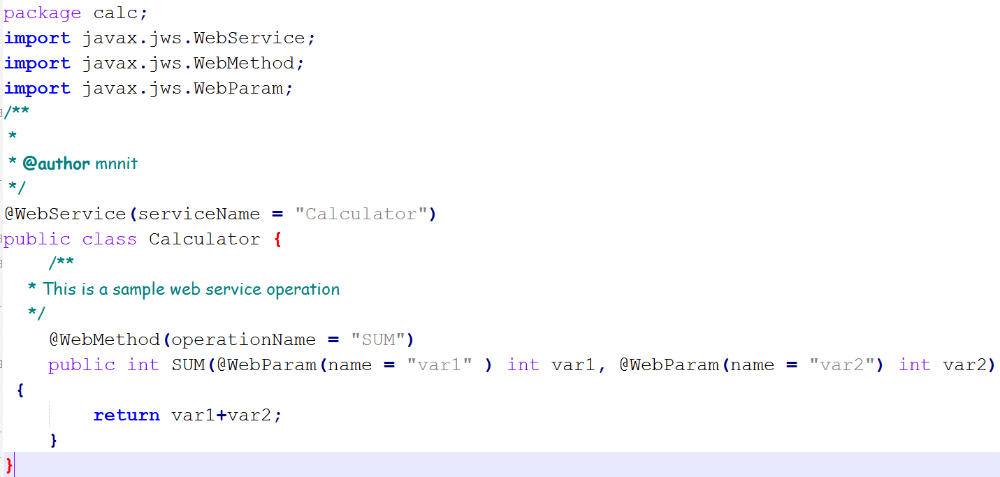 package calc;
import javax.jws.WebService;
import javax.jws.WebMethod;
import javax.jws.WebParam;
/**
*
* @author mnnit
*/
@WebService(serviceName = "Calculator")
public class Calculator {
/**
* This is a sample web service operation
*/
@WebMethod(operationName = "SUM")
public int SUM(@WebParam(name = "var1" ) int var1, @WebParam(name = "var2") int var2)
{
return var1+var2;
}
}